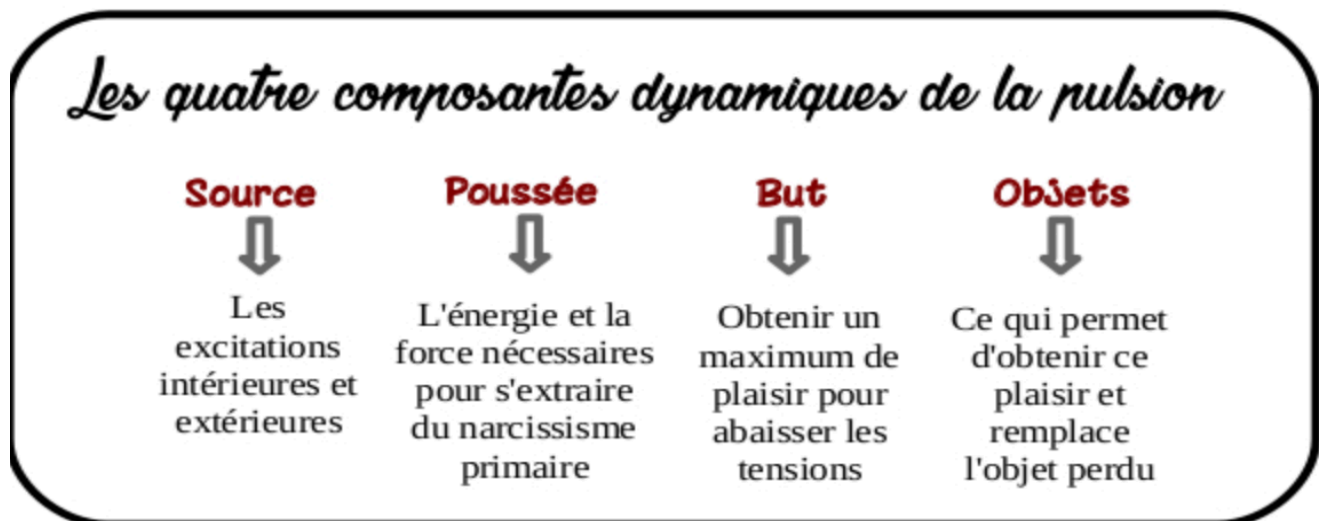 Les quatre composantes dynamiques de la pulsion
Source
Les
excitations
intérieures et
extérieures
Poussée
L'énergie et la
force nécessaires
pour s'extraire
du narcissisme
primaire
But
Obtenir un
maximum de
plaisir pour
abaisser les
tensions
Objets
Ce qui permet
d'obtenir ce
plaisir et
remplace
l'objet perdu